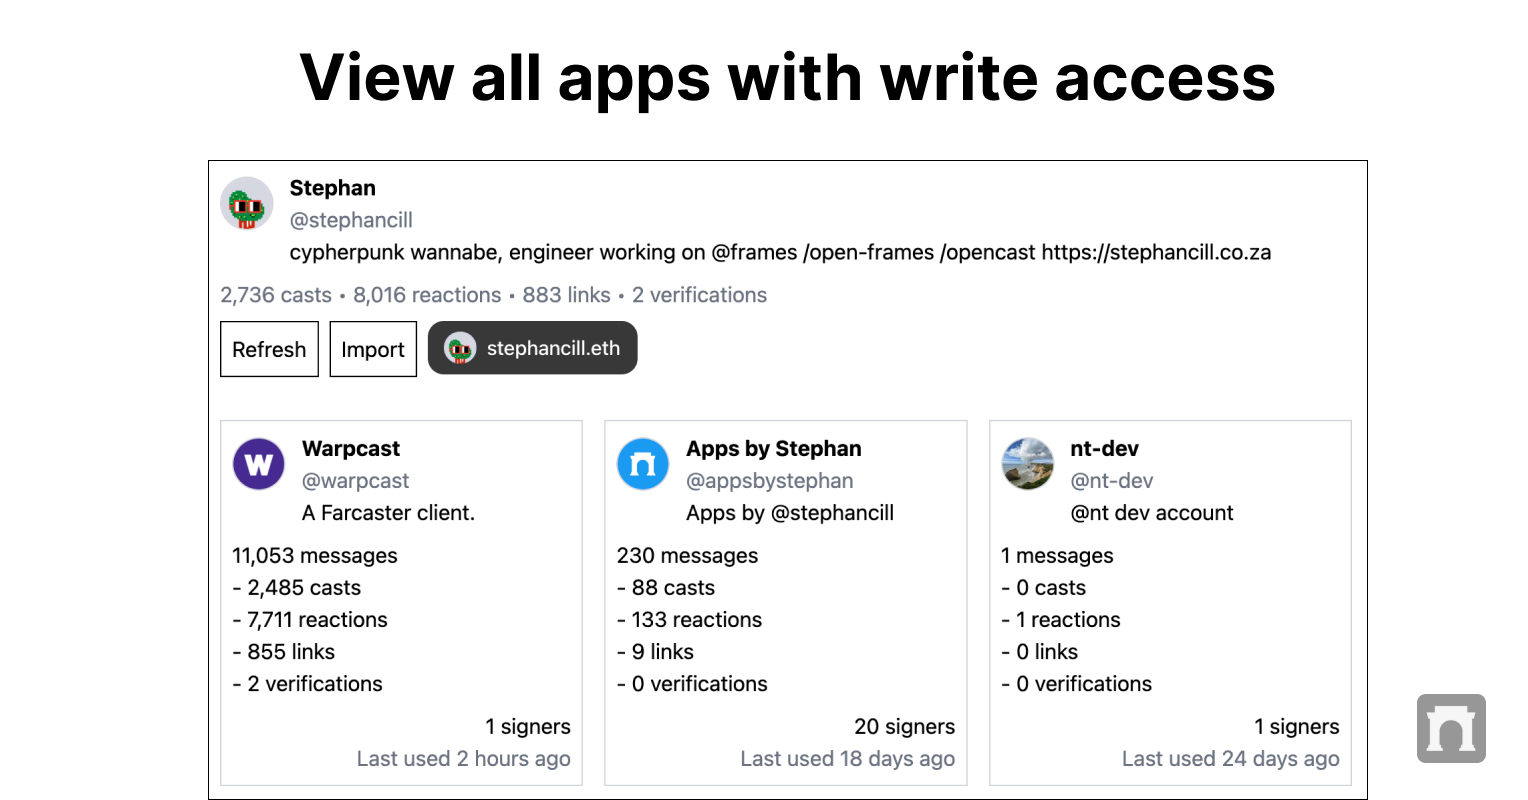 View all apps with write access
Stephan
@stephancill
cypherpunk wannabe, engineer working on @frames /open-frames /opencast https://stephancill.co.za
2,736 casts • 8,016 reactions • 883 links • 2 verifications
Refresh
Import
stephancill.eth
W
Warpcast
@warpcast
A Farcaster client.
11,053 messages
- 2,485 casts
- 7,711 reactions
- 855 links
- 2 verifications
1 signers
Last used 2 hours ago
Apps by Stephan
@appsbystephan
Apps by @stephancill
230 messages
- 88 casts
- 133 reactions
- 9 links
- 0 verifications
20 signers
Last used 18 days ago
nt-dev
@nt-dev
@nt dev account
1 messages
- 0 casts
- 1 reactions
- 0 links
- 0 verifications
1 signers
Last used 24 days ago